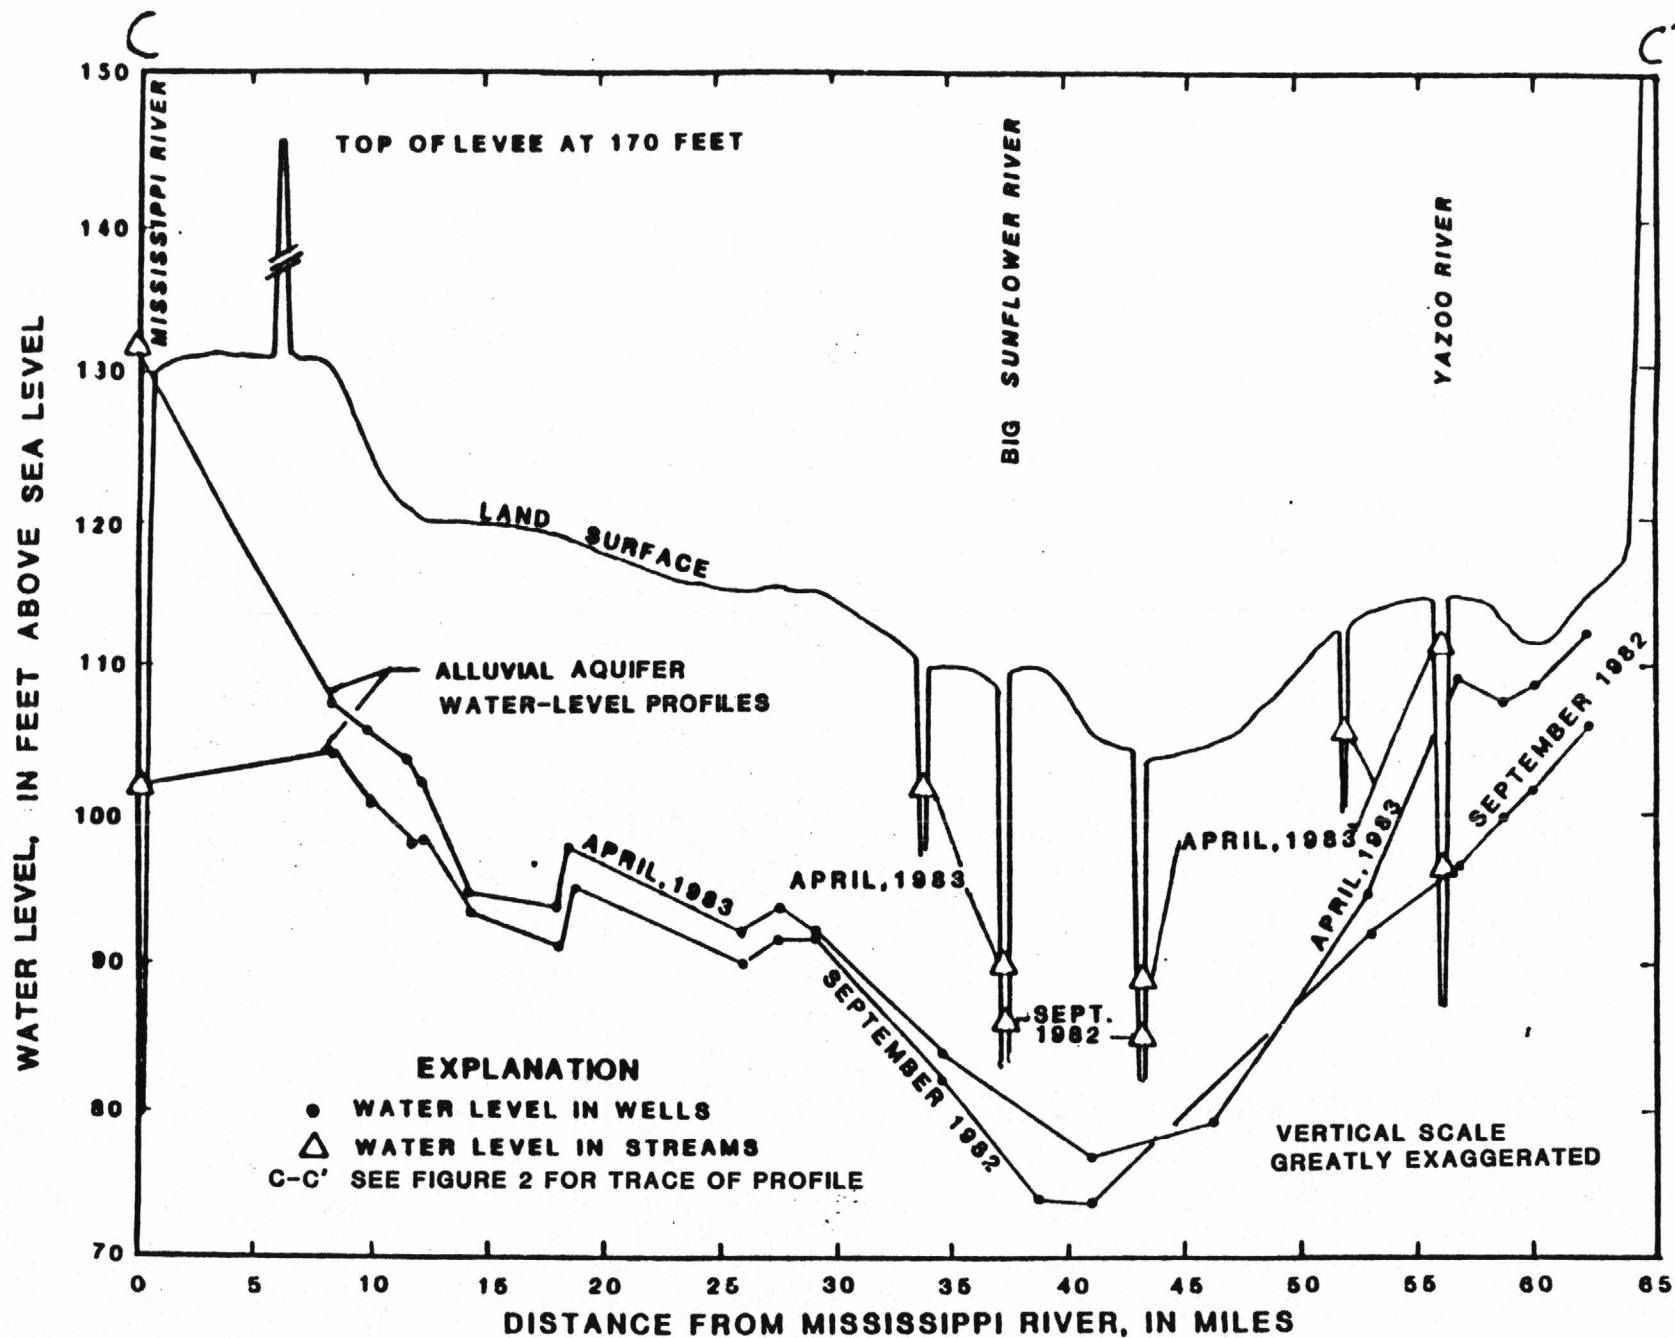 C
C'
150
140
130
120
110
100
90
80
70
WATER LEVEL, IN FEET ABOVE SEA LEVEL
MISSISSIPPI RIVER
TOP OF LEVEE AT 170 FEET
BIG SUNFLOWER RIVER
YAZOO RIVER
LAND SURFACE
ALLUVIAL AQUIFER
WATER-LEVEL PROFILES
APRIL, 1983
APRIL, 1983
APRIL, 1983
APRIL, 1983
SEPTEMBER 1982
SEPTEMBER 1982
SEPT.
1982
EXPLANATION
WATER LEVEL IN WELLS
WATER LEVEL IN STREAMS
C-C' SEE FIGURE 2 FOR TRACE OF PROFILE
VERTICAL SCALE
GREATLY EXAGGERATED
0 5 10 15 20 25 30 35 40 45 50 55 60 65
DISTANCE FROM MISSISSIPPI RIVER, IN MILES